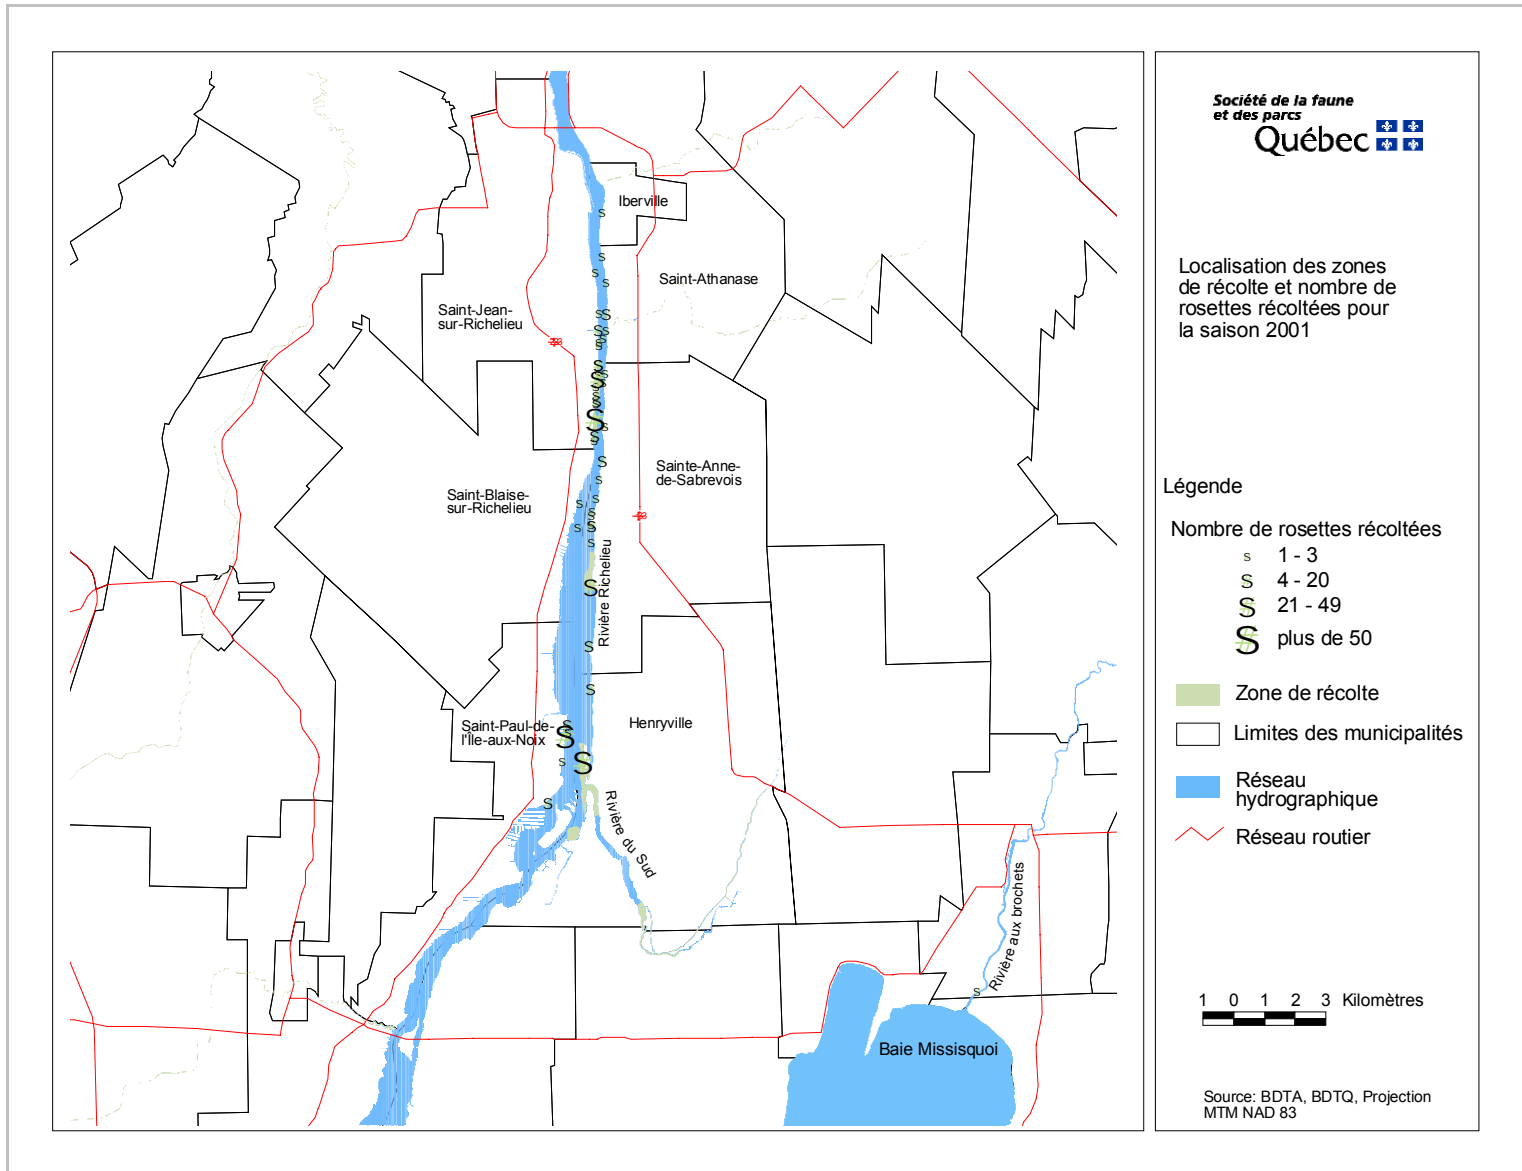 Société de la faune
et des parcs
Québec
Localisation des zones
de récolte et nombre de
rosettes récoltées pour
la saison 2001
Légende
Nombre de rosettes récoltées
s 1 - 3
s 4 - 20
S 21 - 49
S plus de 50
Zone de récolte
Limites des municipalités
Réseau
hydrographique
Réseau routier
1 0 1 2 3 Kilomètres
Source: BDTA, BDTQ, Projection
MTM NAD 83
Iberville
Saint-Athanase
Saint-Jean-
sur-Richelieu
Sainte-Anne-
de-Sabrevois
Saint-Blaise-
sur-Richelieu
Rivière Richelieu
Saint-Paul-de-
l'Île-aux-Noix
Henryville
Rivière du Sud
Rivière aux brochets
Baie Missisquoi